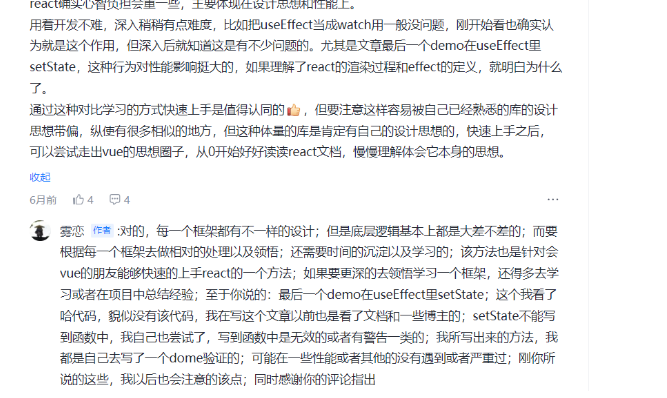 react确实心智负担会重一些，主要体现在设计思想和性能上。
用着开发不难，深入稍稍有点难度，比如把useEffect当成watch用一般没问题，刚开始看也确实认
为就是这个作用，但深入后就知道这是有不少问题的。尤其是文章最后一个demo在useEffect里
setState，这种行为对性能影响挺大的，如果理解了react的渲染过程和effect的定义，就明白为什么
了。
通过这种对比学习的方式快速上手是值得认同的👍，但要注意这样容易被自己已经熟悉的库的设计
思想带偏，纵使有很多相似的地方，但这种体量的库是肯定有自己的设计思想的，快速上手之后，
可以尝试走出vue的思想圈子，从0开始好好读读react文档，慢慢理解体会它本身的思想。
收起
6月前 4 4 ...
雾恋 作者 :对的，每一个框架都有不一样的设计；但是底层逻辑基本上都是大差不差的；而要
根据每一个框架去做相对的处理以及领悟；还需要时间的沉淀以及学习的；该方法也是针对会
vue的朋友能够快速的上手react的一个方法；如果要更深的去领悟学习一个框架，还得多去学
习或者在项目中总结经验；至于你说的：最后一个demo在useEffect里setState；这个我看了
哈代码，貌似没有该代码，我在写这个文章以前也是看了文档和一些博主的；setState不能写
到函数中，我自己也尝试了，写到函数中是无效的或者有警告一类的；我所写出来的方法，我
都是自己去写了一个dome验证的；可能在一些性能或者其他的没有遇到或者严重过；刚你所
说的这些，我以后也会注意的该点；同时感谢你的评论指出